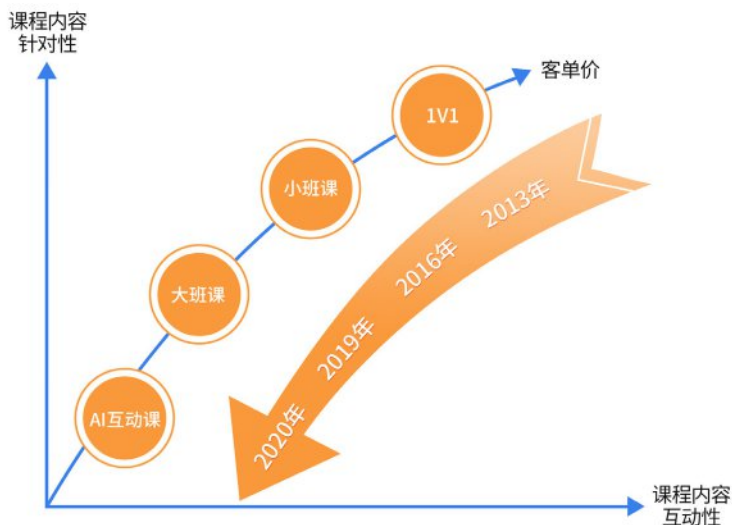 课程内容
针对性
客单价
1V1
小班课
2013年
2016年
大班课
2019年
AI互动课
2020年
课程内容
互动性